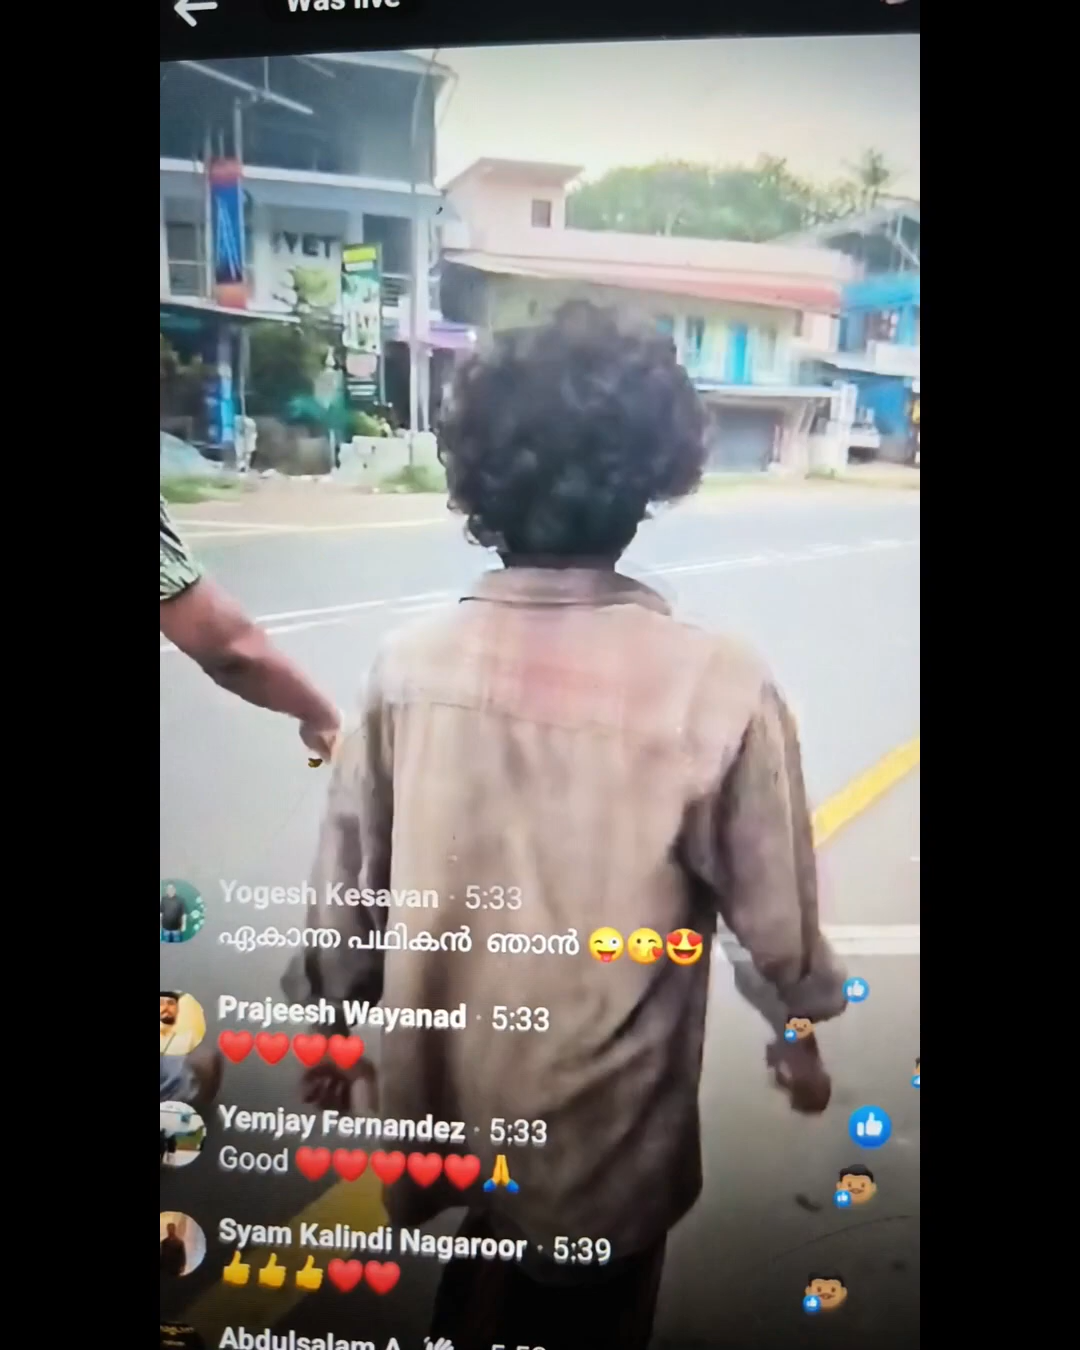 Was live
VET
Yogesh Kesavan · 5:33
ഏകാന്ത പഥികൻ ഞാൻ 😜😋😍
Prajeesh Wayanad · 5:33
❤️❤️❤️❤️
Yemjay Fernandez · 5:33
Good ❤️❤️❤️❤️❤️🙏
Syam Kalindi Nagaroor · 5:39
👍👍👍❤️❤️
Abdulsalam A